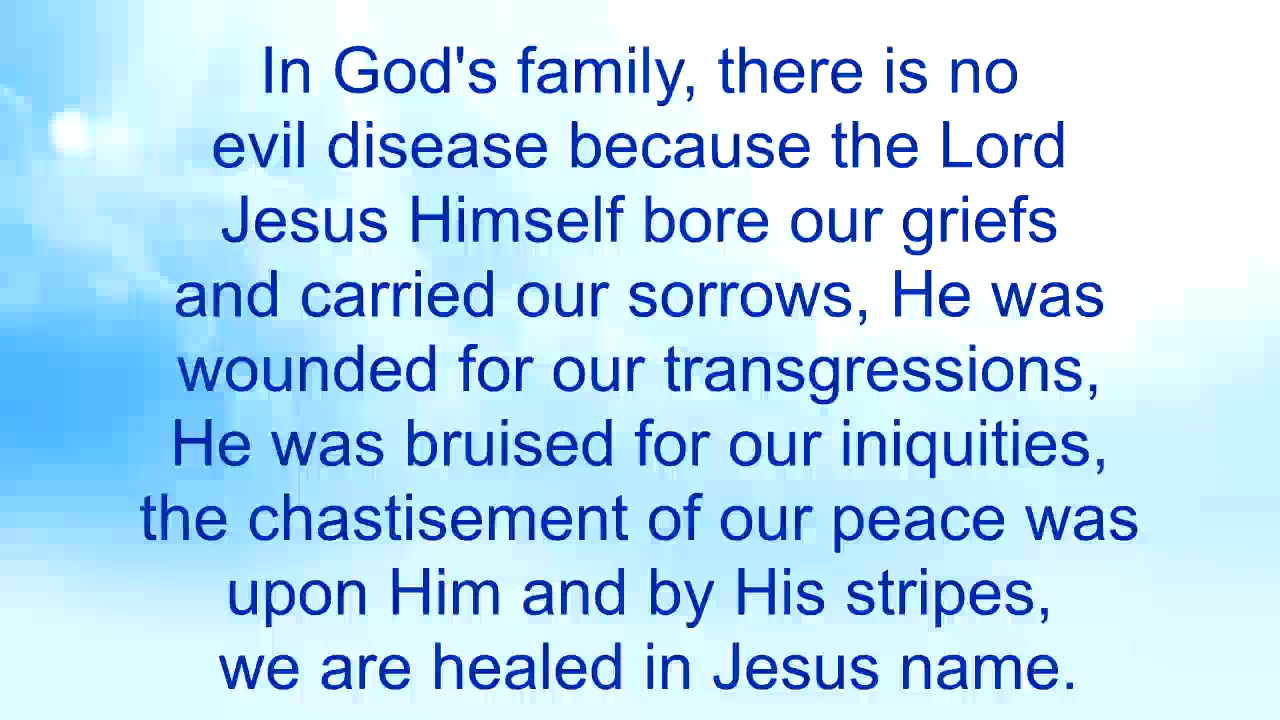 In God's family, there is no
evil disease because the Lord
Jesus Himself bore our griefs
and carried our sorrows, He was
wounded for our transgressions,
He was bruised for our iniquities,
the chastisement of our peace was
upon Him and by His stripes,
we are healed in Jesus name.